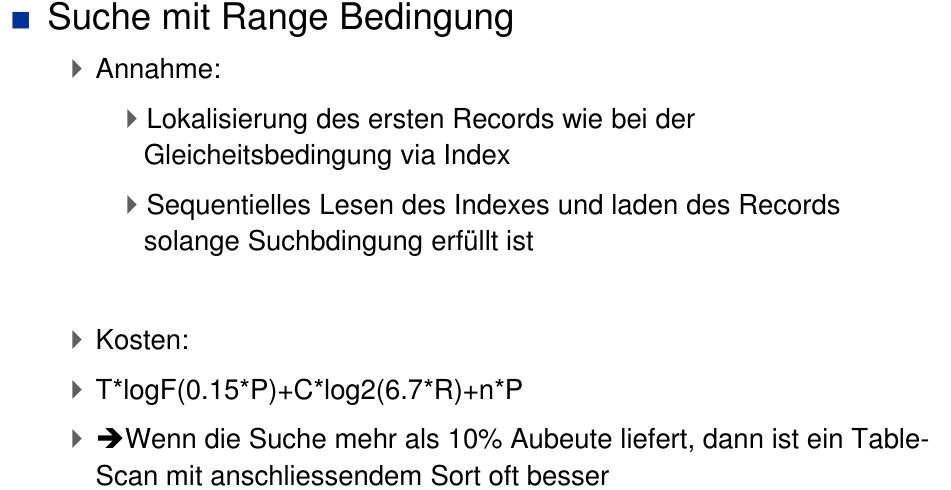 Suche mit Range Bedingung
Annahme:
Lokalisierung des ersten Records wie bei der
Gleicheitsbedingung via Index
Sequentielles Lesen des Indexes und laden des Records
solange Suchbdingung erfüllt ist
Kosten:
T*logF(0.15*P)+C*log2(6.7*R)+n*P
➔Wenn die Suche mehr als 10% Aubeute liefert, dann ist ein Table-
Scan mit anschliessendem Sort oft besser